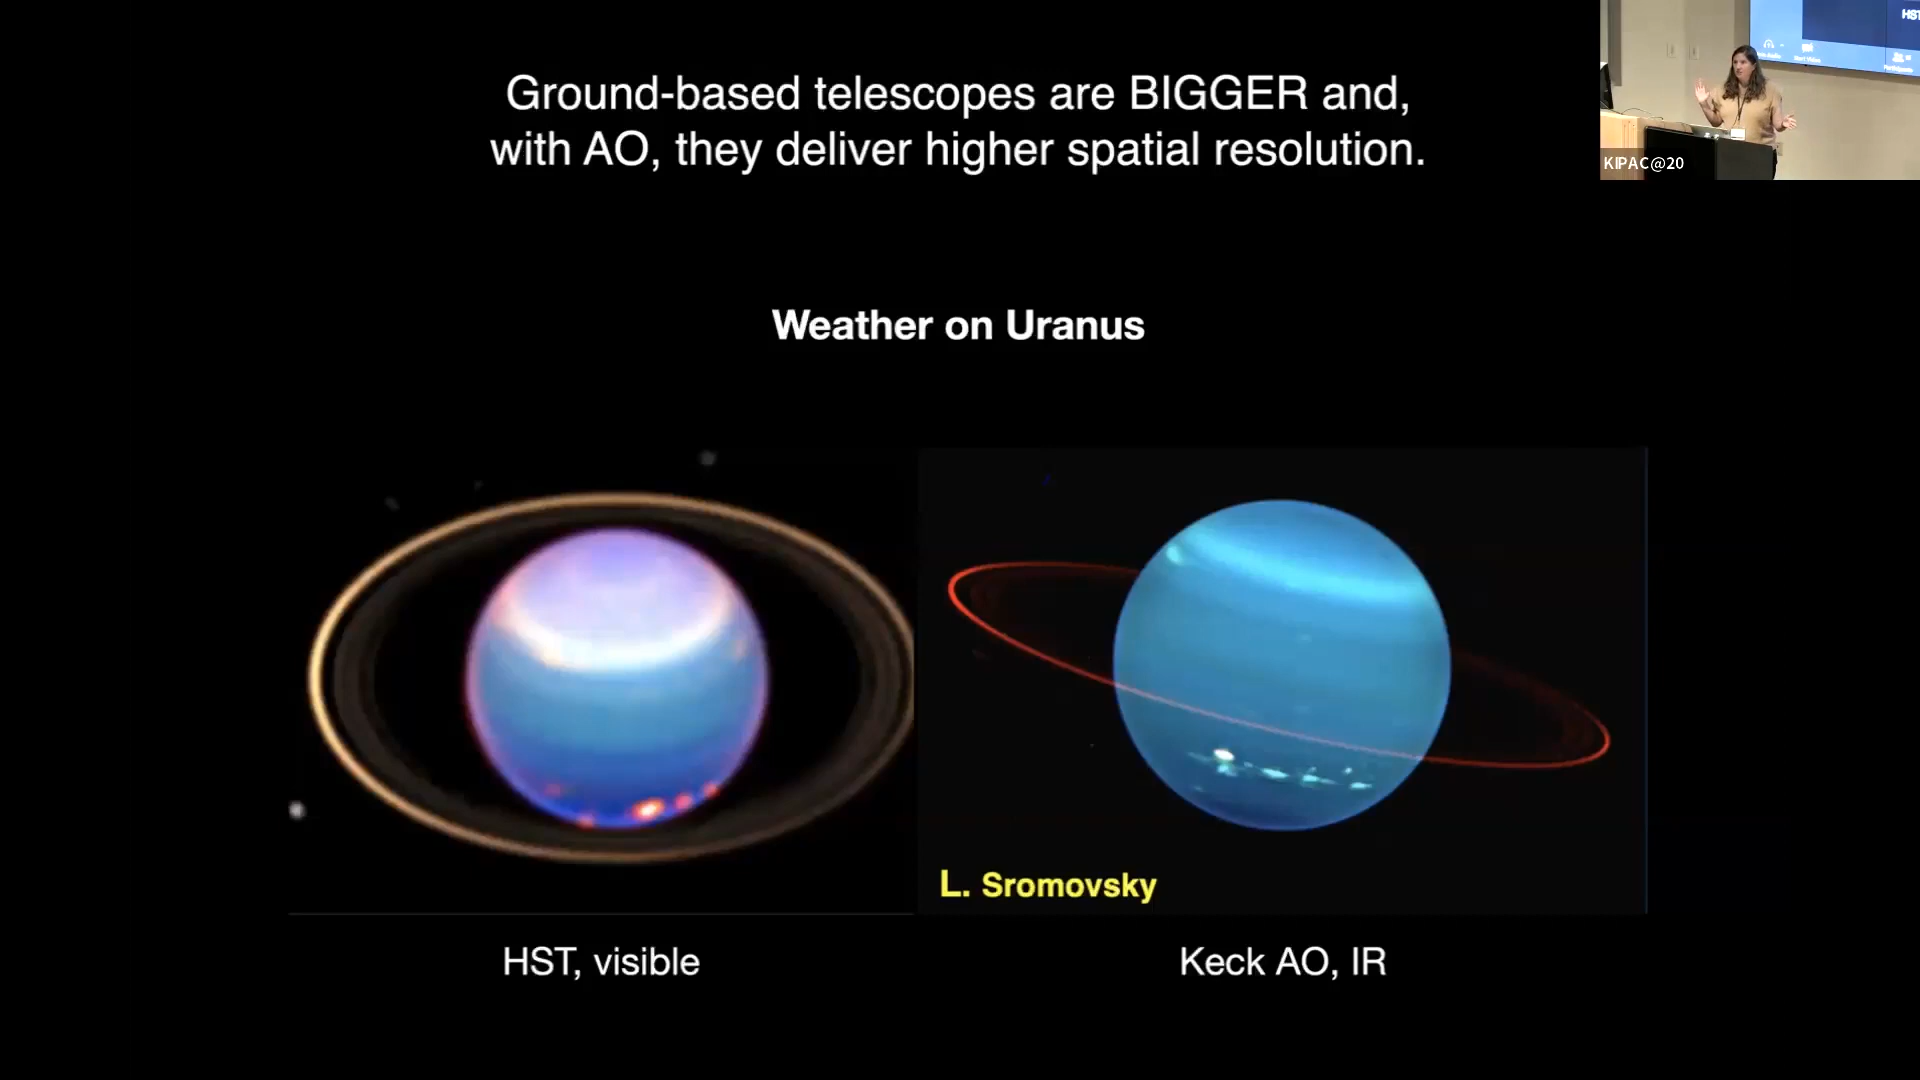 Ground-based telescopes are BIGGER and,
with AO, they deliver higher spatial resolution.
HST
KIPAC@20
Weather on Uranus
L. Sromovsky
HST, visible
Keck AO, IR